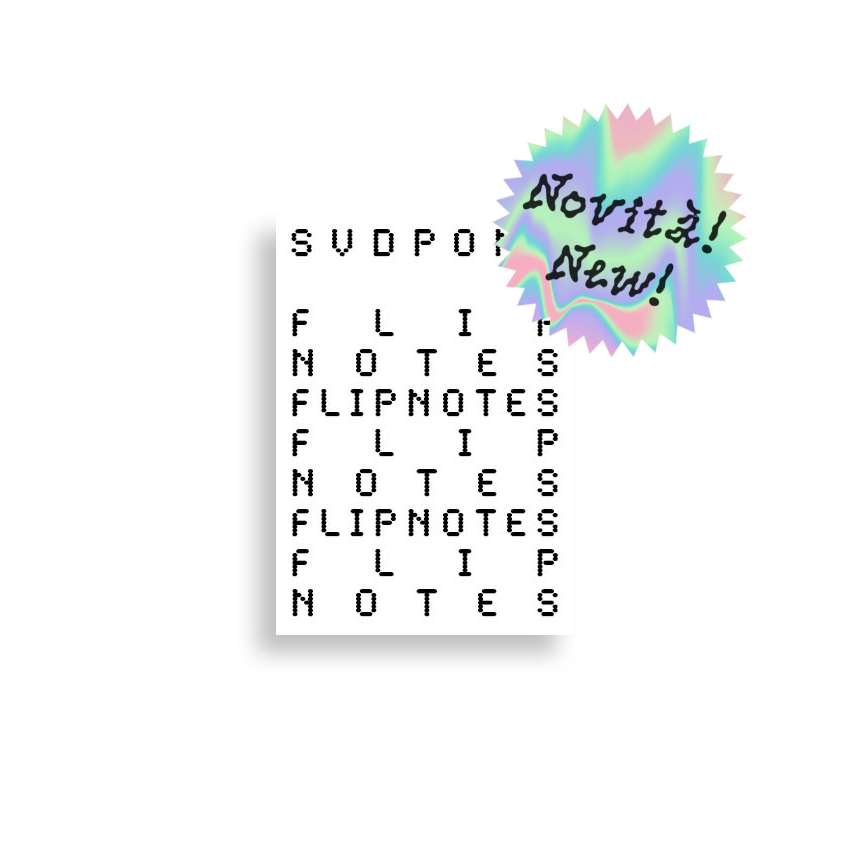 S V D P O
F L I P
N O T E S
FLIPNOTES
F L I P
N O T E S
FLIPNOTES
F L I P
N O T E S
Novità!
New!